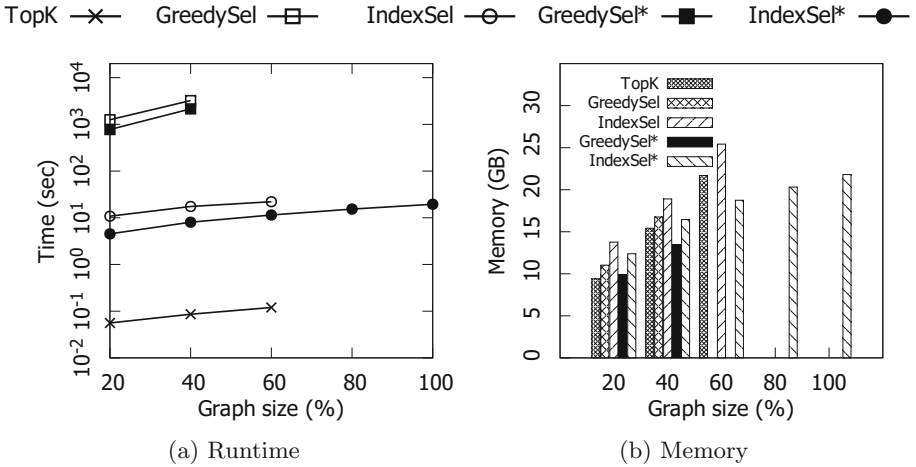 TopK GreedySel IndexSel GreedySel* IndexSel*
10^4
10^3
10^2
10^1
10^0
10^-1
10^-2
Time (sec)
20 40 60 80 100
Graph size (%)
(a) Runtime
TopK
GreedySel
IndexSel
GreedySel*
IndexSel*
30
25
20
15
10
5
0
Memory (GB)
20 40 60 80 100
Graph size (%)
(b) Memory